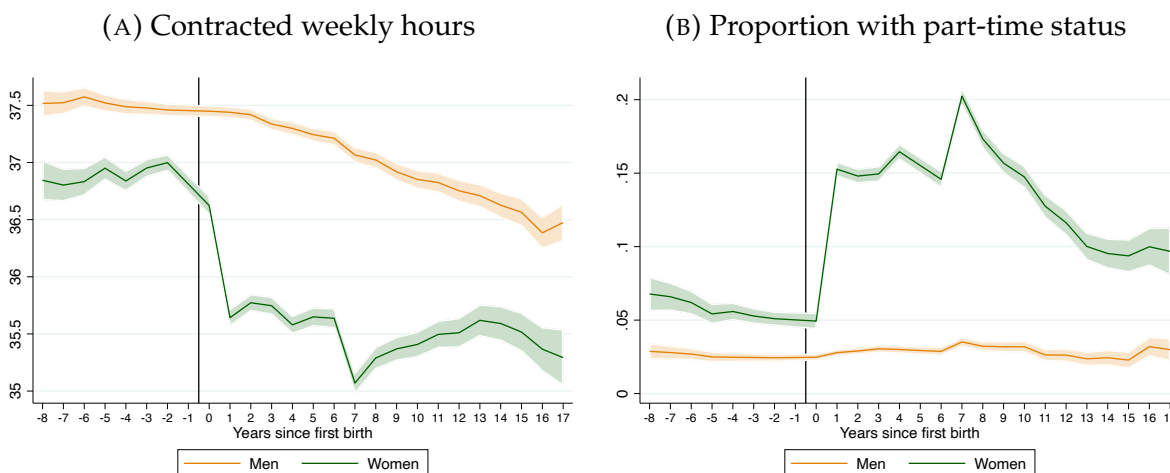 (A) Contracted weekly hours
37.5
37
36.5
36
35.5
35
-8 -7 -6 -5 -4 -3 -2 -1 0 1 2 3 4 5 6 7 8 9 10 11 12 13 14 15 16 17
Years since first birth
Men Women
(B) Proportion with part-time status
.2
.15
.1
.05
0
-8 -7 -6 -5 -4 -3 -2 -1 0 1 2 3 4 5 6 7 8 9 10 11 12 13 14 15 16
Years since first birth
Men Women